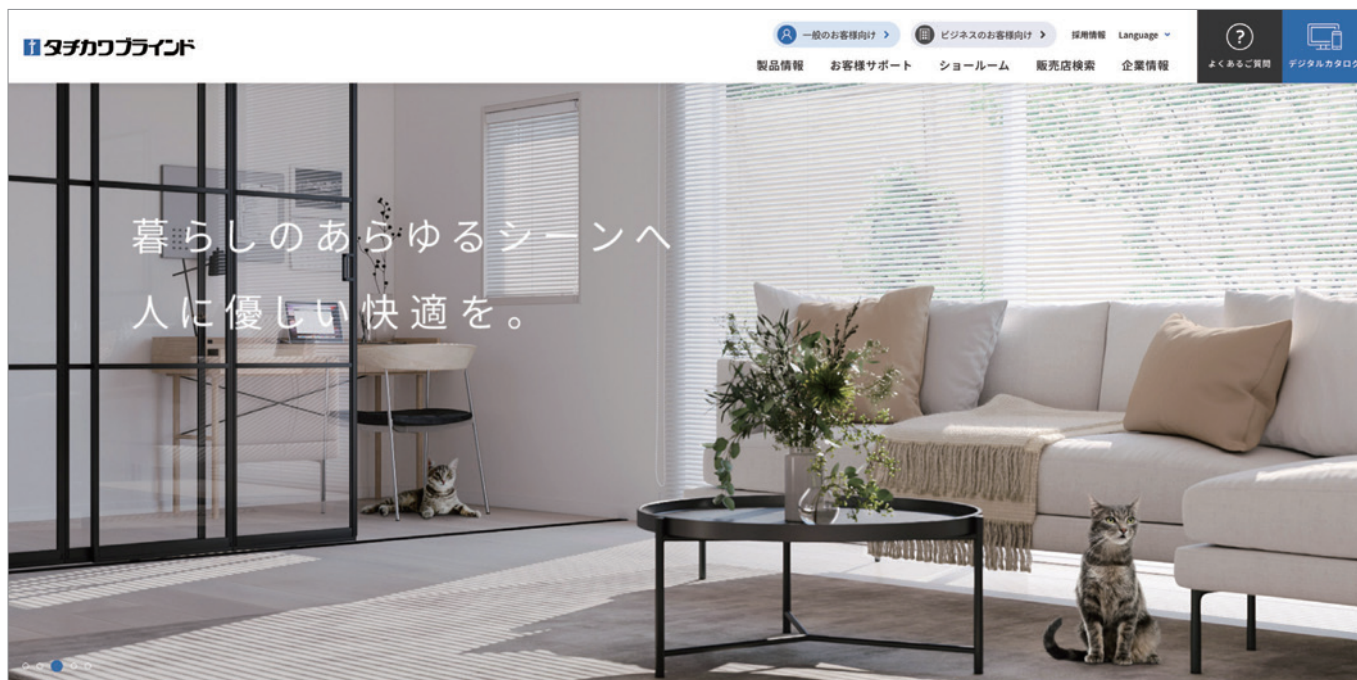 タチカワブラインド
一般のお客様向け
ビジネスのお客様向け
採用情報
Language
製品情報
お客様サポート
ショールーム
販売店検索
企業情報
?
よくあるご質問
デジタルカタログ
暮らしのあらゆるシーンへ
人に優しい快適を。